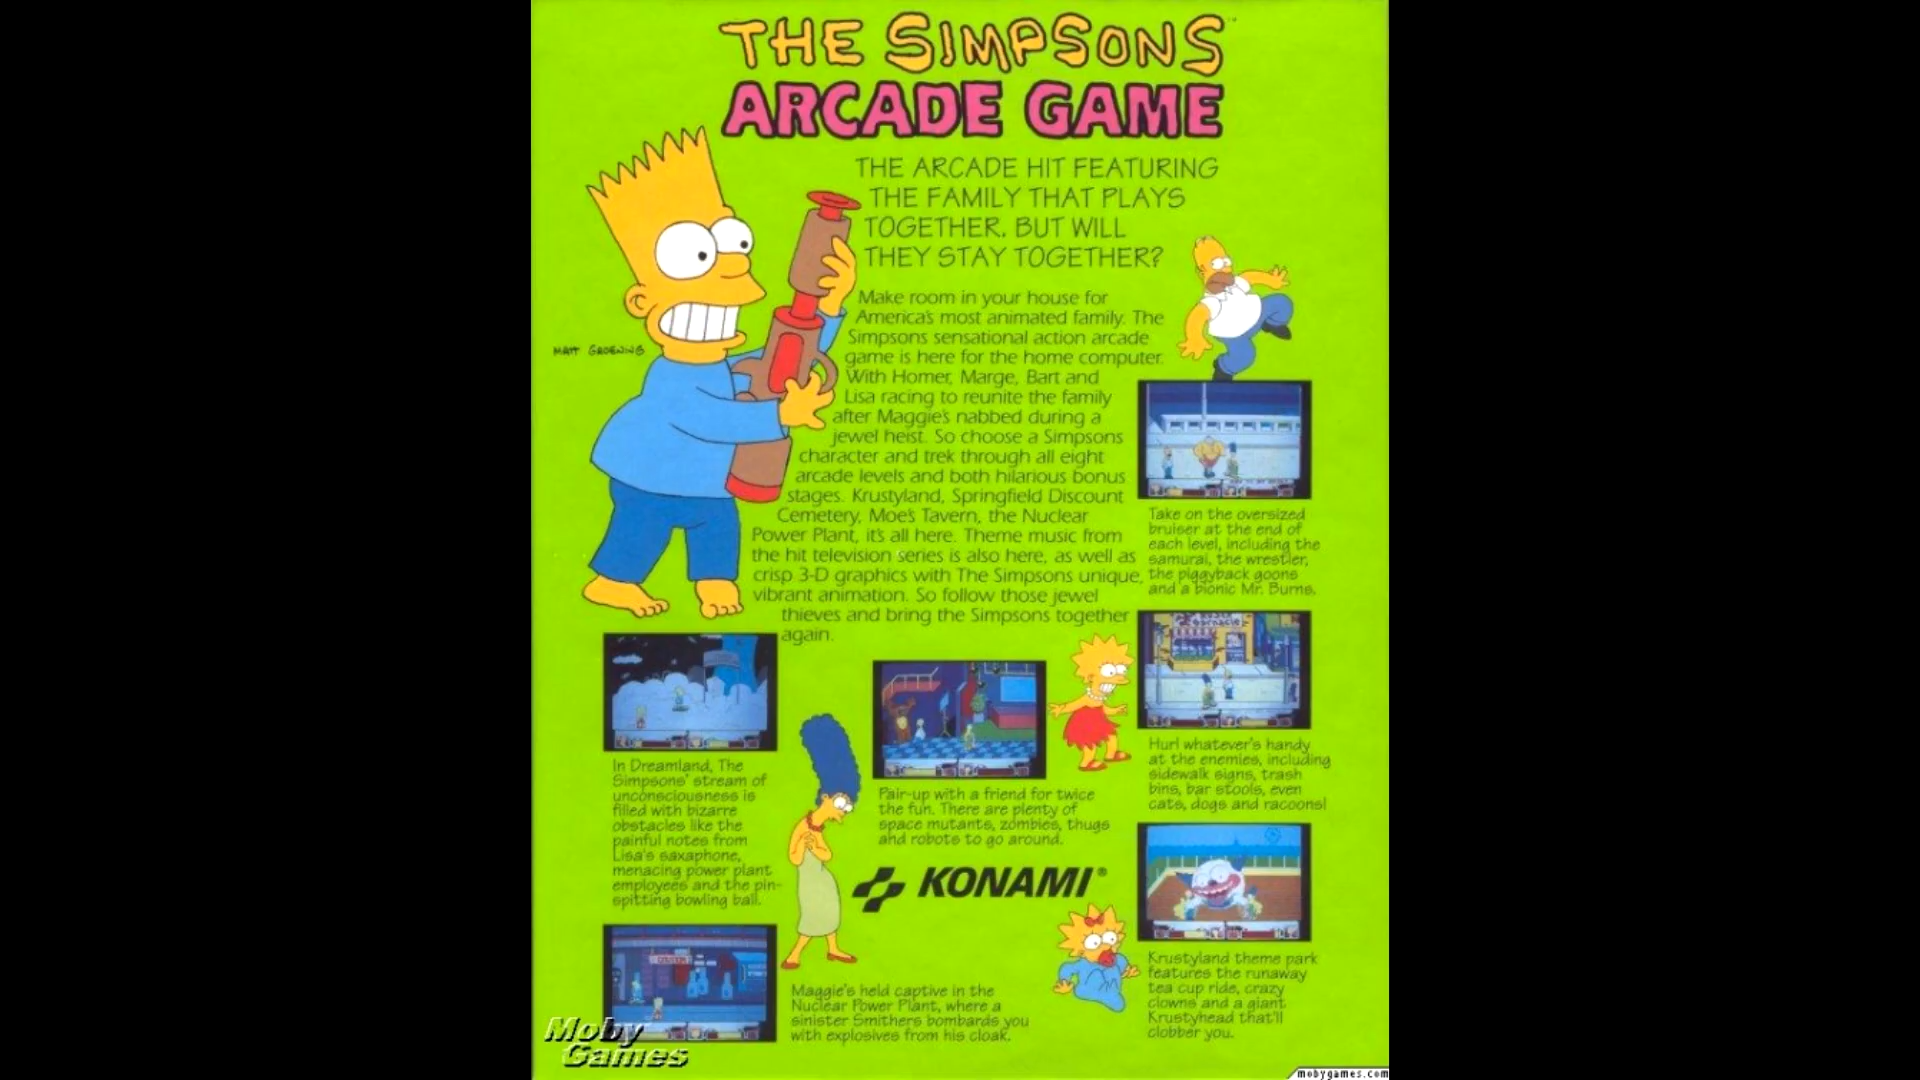 THE SIMPSONS
ARCADE GAME
THE ARCADE HIT FEATURING
THE FAMILY THAT PLAYS
TOGETHER. BUT WILL
THEY STAY TOGETHER?
MATT GROENING
Make room in your house for
America's most animated family. The
Simpsons sensational action arcade
game is here for the home computer.
With Homer, Marge, Bart and
Lisa racing to reunite the family
after Maggie's nabbed during a
jewel heist. So choose a Simpsons
character and trek through all eight
arcade levels and both hilarious bonus
stages. Krustyland, Springfield Discount
Cemetery, Moe's Tavern, the Nuclear
Power Plant, it's all here. Theme music from
the hit television series is also here, as well as
crisp 3-D graphics with The Simpsons unique,
vibrant animation. So follow those jewel
thieves and bring the Simpsons together
again.
Take on the oversized
bruiser at the end of
each level, including the
samurai, the wrestler,
the piggyback goons
and a bionic Mr. Burns.
In Dreamland, The
Simpsons' stream of
unconsciousness is
filled with bizarre
obstacles like the
painful notes from
Lisa's saxaphone,
menacing power plant
employees and the pin-
spitting bowling ball.
Pair-up with a friend for twice
the fun. There are plenty of
space mutants, zombies, thugs
and robots to go around.
Hurl whatever's handy
at the enemies, including
sidewalk signs, trash
bins, bar stools, even
cats, dogs and racoons!
KONAMI®
Maggie's held captive in the
Nuclear Power Plant, where a
sinister Smithers bombards you
with explosives from his cloak.
Krustyland theme park
features the runaway
tea cup ride, crazy
clowns and a giant
Krustyhead that'll
clobber you.
Moby
Games
mobygames.com